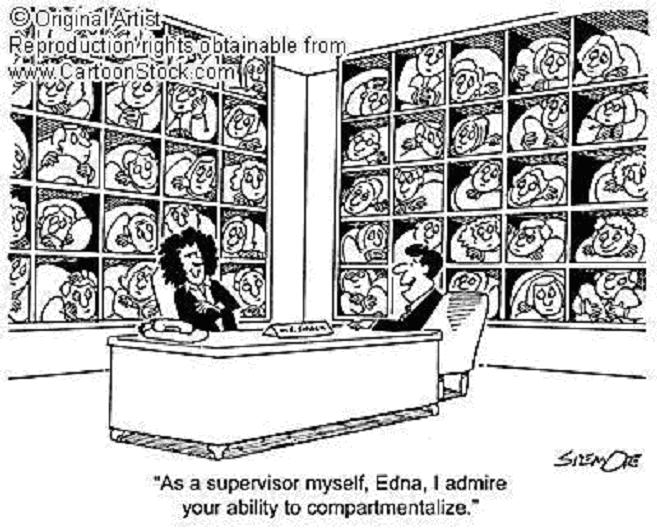 © Original Artist
Reproduction rights obtainable from
www.CartoonStock.com
"As a supervisor myself, Edna, I admire
your ability to compartmentalize."